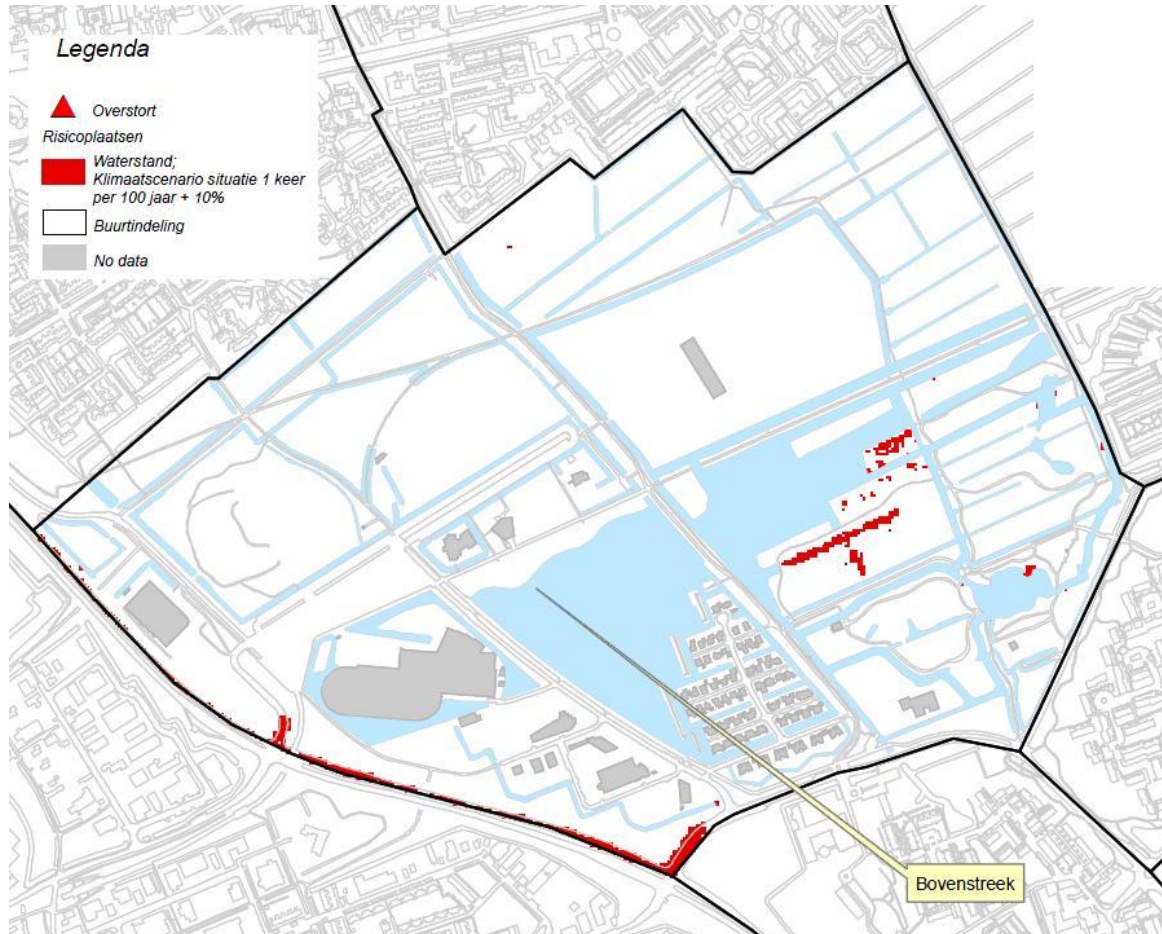 Legenda
Overstort
Risicoplaatsen
Waterstand;
Klimaatscenario situatie 1 keer
per 100 jaar + 10%
Buurtindeling
No data
Bovenstreek